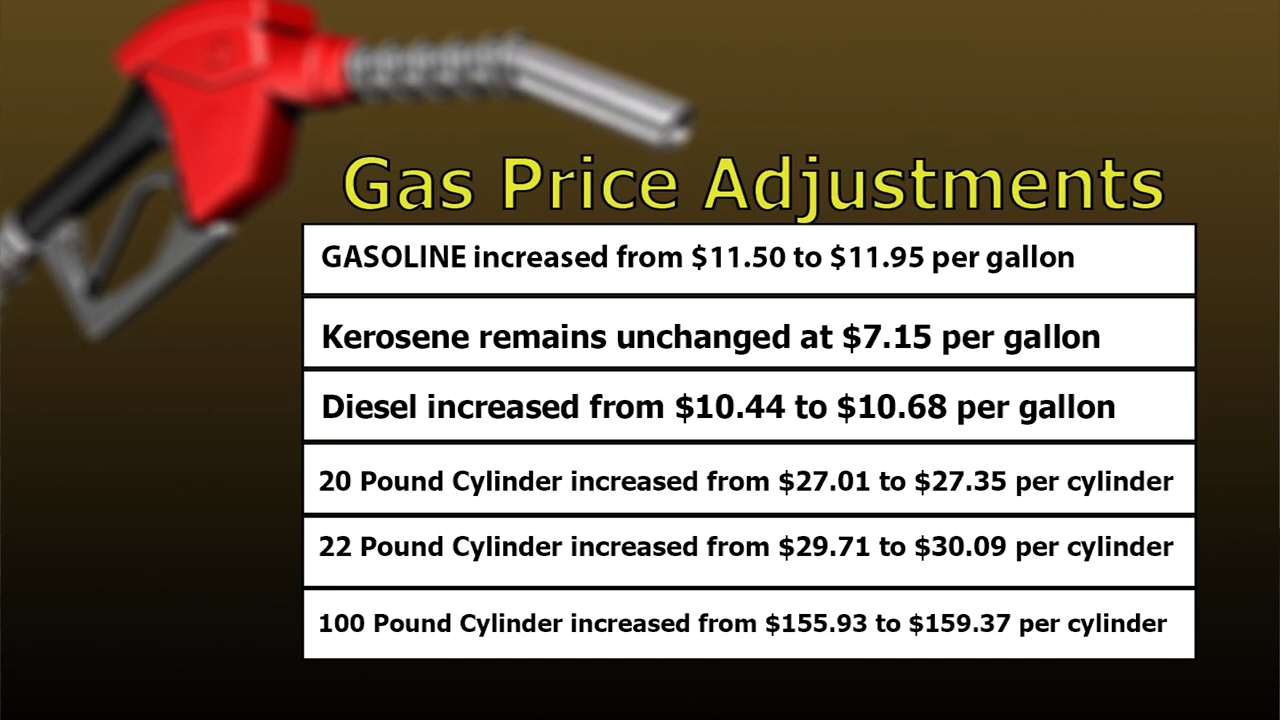 Gas Price Adjustments
GASOLINE increased from $11.50 to $11.95 per gallon
Kerosene remains unchanged at $7.15 per gallon
Diesel increased from $10.44 to $10.68 per gallon
20 Pound Cylinder increased from $27.01 to $27.35 per cylinder
22 Pound Cylinder increased from $29.71 to $30.09 per cylinder
100 Pound Cylinder increased from $155.93 to $159.37 per cylinder